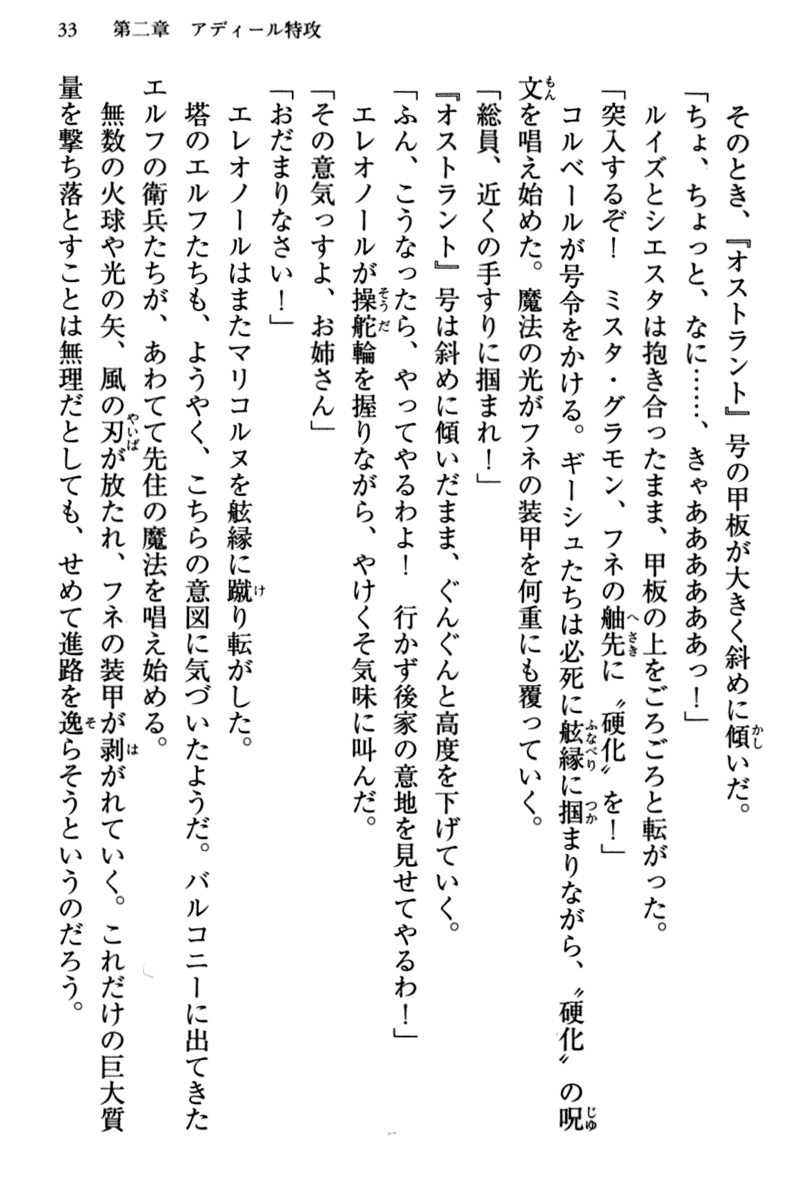 33　第二章　アディール特攻
　そのとき、『オストラント』号の甲板が大きく斜めに傾いだ。
「ちょ、ちょっと、なに……、きゃああああああっ！」
　ルイズとシエスタは抱き合ったまま、甲板の上をごろごろと転がった。
「突入するぞ！　ミスタ・グラモン、フネの舳先に〝硬化〟を！」
　コルベールが号令をかける。ギーシュたちは必死に舷縁に掴まりながら、〝硬化〟の呪
文を唱え始めた。魔法の光がフネの装甲を何重にも覆っていく。
「総員、近くの手すりに掴まれ！」
『オストラント』号は斜めに傾いだまま、ぐんぐんと高度を下げていく。
「ふん、こうなったら、やってやるわよ！　行かず後家の意地を見せてやるわ！」
　エレオノールが操舵輪を握りながら、やけくそ気味に叫んだ。
「その意気っすよ、お姉さん」
「おだまりなさい！」
　エレオノールはまたマリコルヌを舷縁に蹴り転がした。
　塔のエルフたちも、ようやく、こちらの意図に気づいたようだ。バルコニーに出てきた
エルフの衛兵たちが、あわてて先住の魔法を唱え始める。
　無数の火球や光の矢、風の刃が放たれ、フネの装甲が剥がれていく。これだけの巨大質
量を撃ち落とすことは無理だとしても、せめて進路を逸らそうというのだろう。